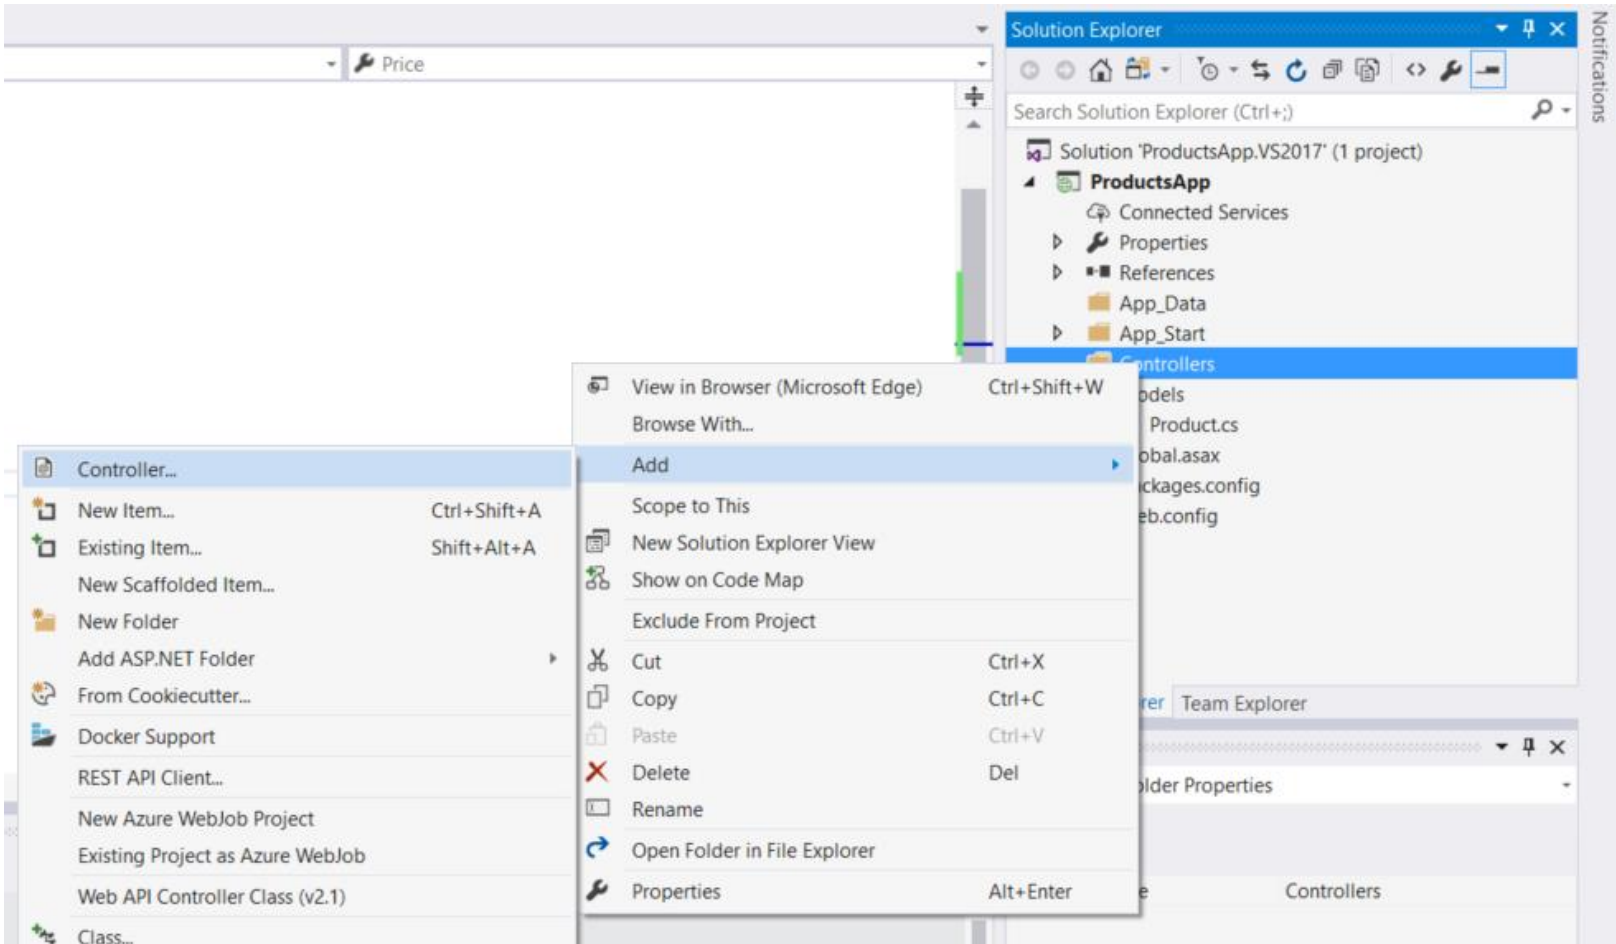 Price
Solution Explorer
Notifications
Search Solution Explorer (Ctrl+;)
Solution 'ProductsApp.VS2017' (1 project)
ProductsApp
Connected Services
Properties
References
App_Data
App_Start
ntrollers
odels
Product.cs
obal.asax
ckages.config
eb.config
rer Team Explorer
lder Properties
e Controllers
View in Browser (Microsoft Edge) Ctrl+Shift+W
Browse With...
Add
Scope to This
New Solution Explorer View
Show on Code Map
Exclude From Project
Cut Ctrl+X
Copy Ctrl+C
Paste Ctrl+V
Delete Del
Rename
Open Folder in File Explorer
Properties Alt+Enter
Controller...
New Item... Ctrl+Shift+A
Existing Item... Shift+Alt+A
New Scaffolded Item...
New Folder
Add ASP.NET Folder
From Cookiecutter...
Docker Support
REST API Client...
New Azure WebJob Project
Existing Project as Azure WebJob
Web API Controller Class (v2.1)
Class...